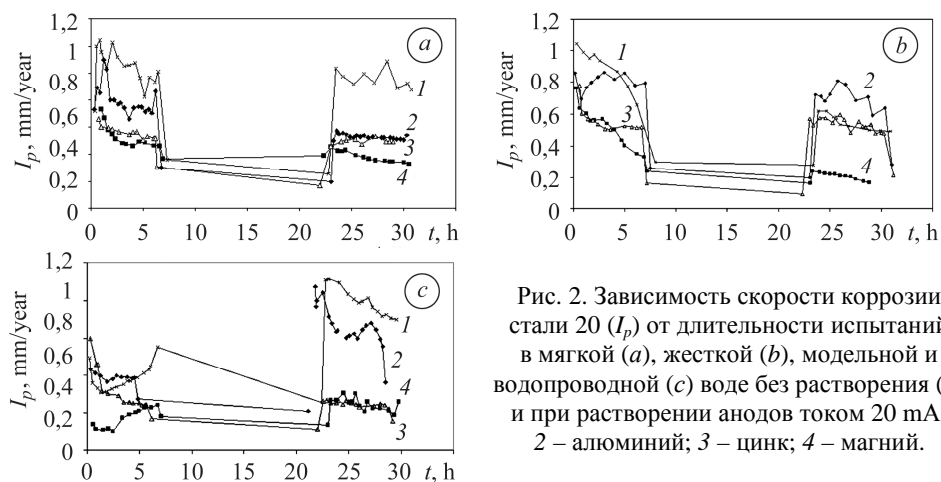 1,2
1
0,8
0,6
0,4
0,2
0
I_p, mm/year
a
1
2
3
4
0 5 10 15 20 25 30 t, h
1,2
1
0,8
0,6
0,4
0,2
0
I_p, mm/year
b
1
2
3
4
0 5 10 15 20 25 30 t, h
1,2
1
0,8
0,6
0,4
0,2
0
I_p, mm/year
c
1
2
4
3
0 5 10 15 20 25 30 t, h
Рис. 2. Зависимость скорости коррозии
стали 20 (I_p) от длительности испытаний
в мягкой (a), жесткой (b), модельной и
водопроводной (c) воде без растворения (
и при растворении анодов током 20 mA
2 – алюминий; 3 – цинк; 4 – магний.